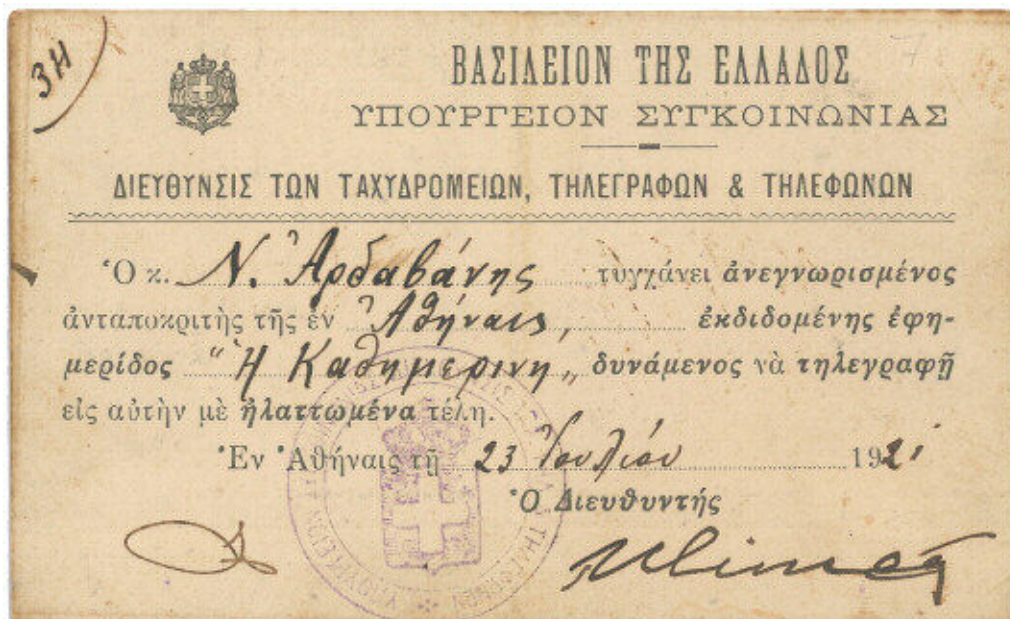 3Η
ΒΑΣΙΛΕΙΟΝ ΤΗΣ ΕΛΛΑΔΟΣ
ΥΠΟΥΡΓΕΙΟΝ ΣΥΓΚΟΙΝΩΝΙΑΣ
ΔΙΕΥΘΥΝΣΙΣ ΤΩΝ ΤΑΧΥΔΡΟΜΕΙΩΝ, ΤΗΛΕΓΡΑΦΩΝ & ΤΗΛΕΦΩΝΩΝ
Ὁ κ. Ν. Ἀρδαβάνης τυγχάνει ἀνεγνωρισμένος
ἀνταποκριτὴς τῆς ἐν Ἀθήναις, ἐκδιδομένης ἐφη-
μερίδος "Ἡ Καθημερινη„ δυνάμενος νὰ τηλεγραφῇ
εἰς αὐτὴν μὲ ἠλαττωμένα τέλη.
Ἐν Ἀθήναις τῇ 23 Ἰουλίου 1921
Ὁ Διευθυντής